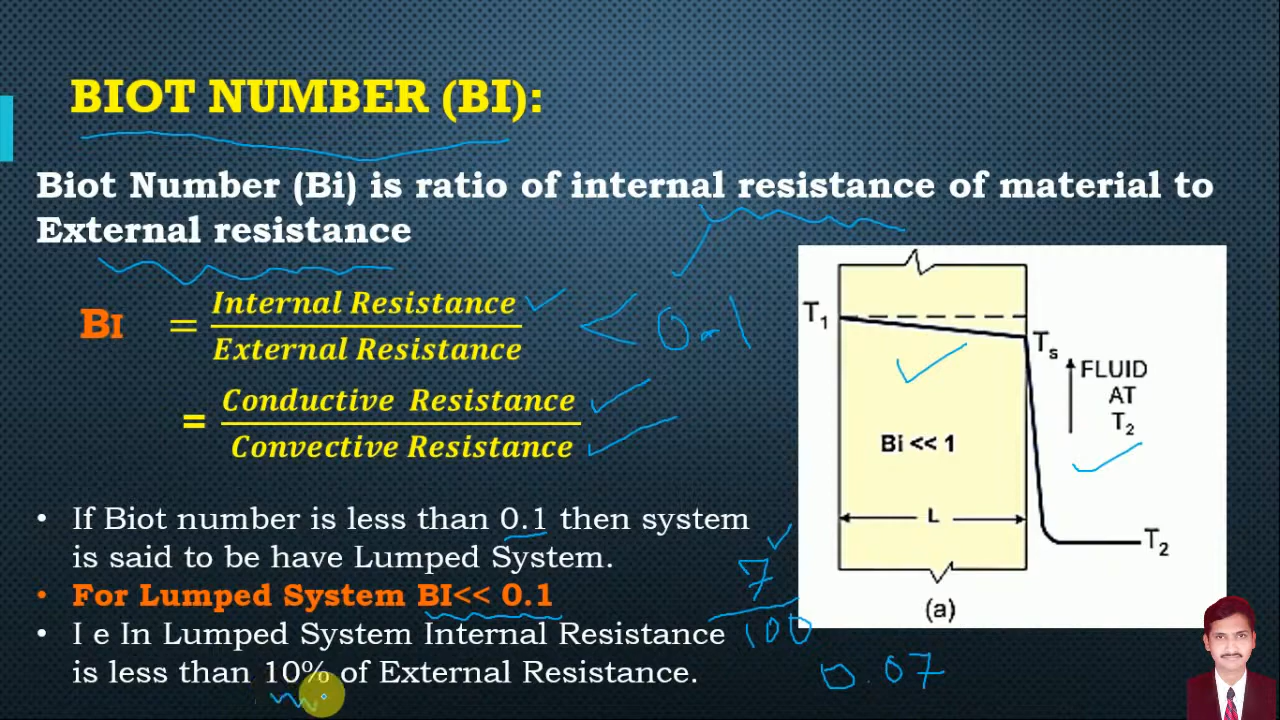 BIOT NUMBER (BI):
Biot Number (Bi) is ratio of internal resistance of material to
External resistance
BI = Internal Resistance / External Resistance < 0.1
= Conductive Resistance / Convective Resistance
• If Biot number is less than 0.1 then system
is said to be have Lumped System.
• For Lumped System BI<< 0.1
• I e In Lumped System Internal Resistance
is less than 10% of External Resistance.
7
100
0.07
T1
Ts
FLUID
AT
T2
Bi << 1
L
T2
(a)